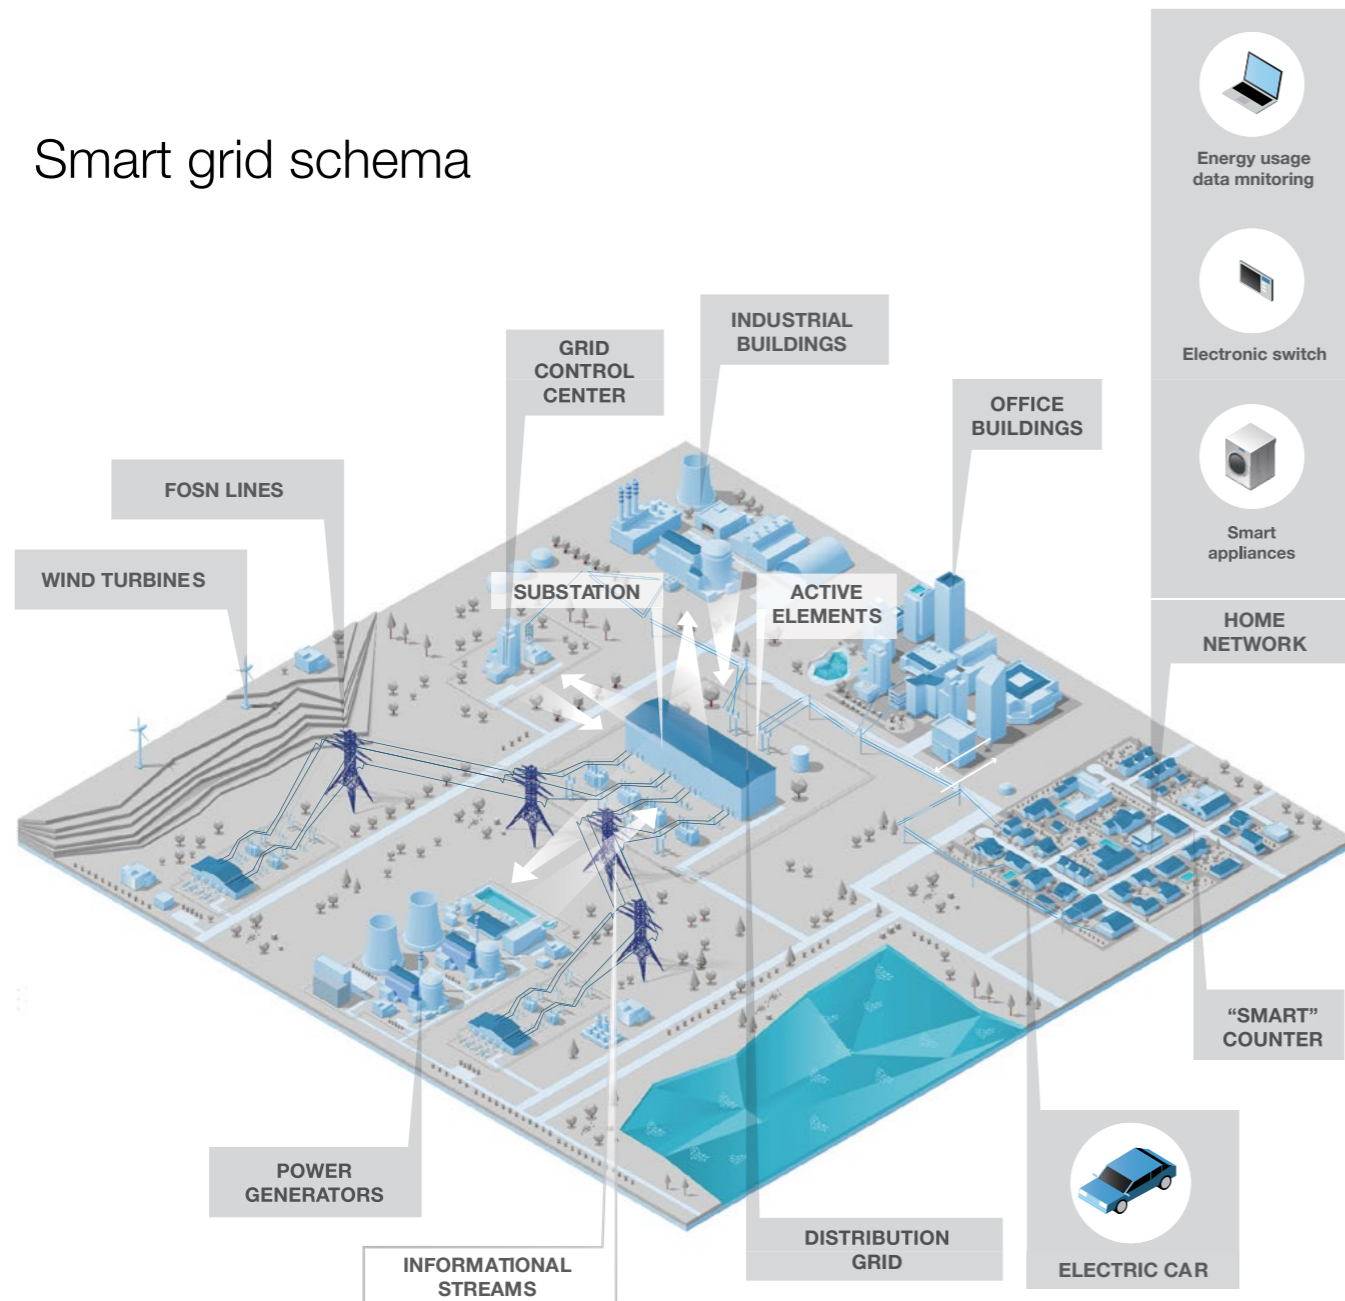 Smart grid schema
Energy usage
data mnitoring
Electronic switch
Smart
appliances
HOME
NETWORK
INDUSTRIAL
BUILDINGS
GRID
CONTROL
CENTER
OFFICE
BUILDINGS
FOSN LINES
WIND TURBINES
SUBSTATION
ACTIVE
ELEMENTS
“SMART”
COUNTER
POWER
GENERATORS
INFORMATIONAL
STREAMS
DISTRIBUTION
GRID
ELECTRIC CAR